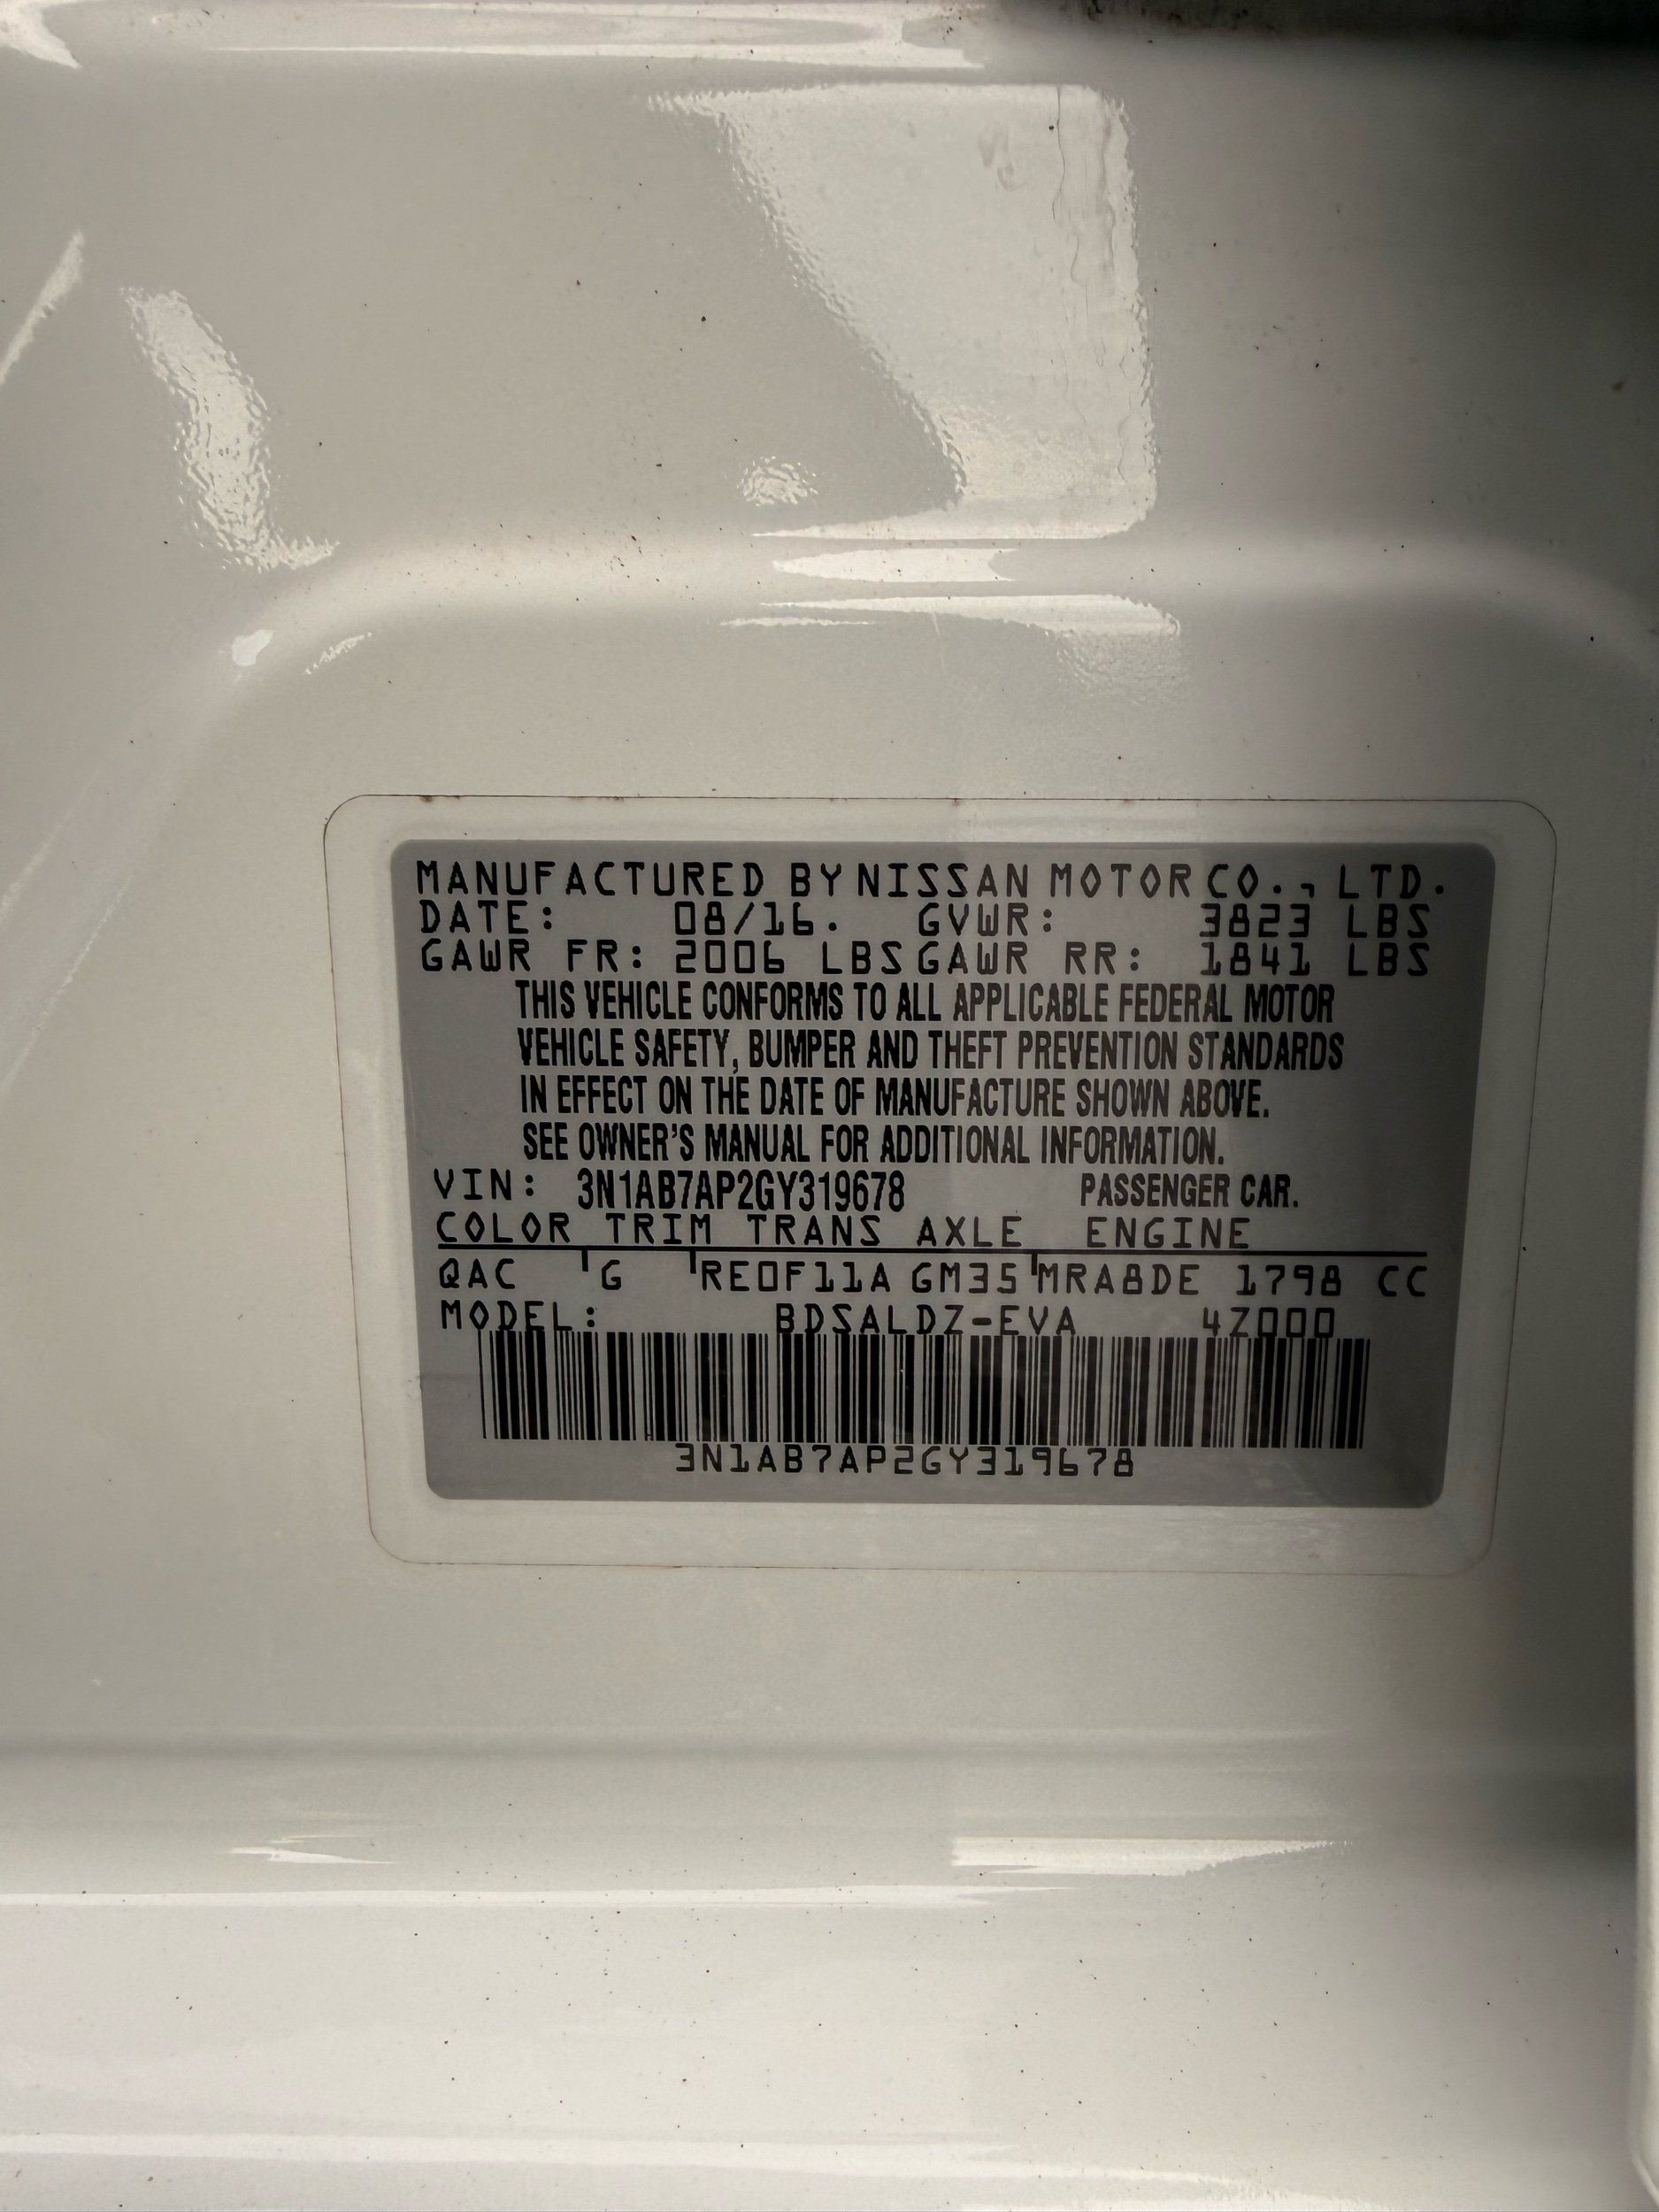 MANUFACTURED BY NISSAN MOTOR CO., LTD.
DATE: 08/16. GVWR: 3823 LBS
GAWR FR: 2006 LBS GAWR RR: 1841 LBS
THIS VEHICLE CONFORMS TO ALL APPLICABLE FEDERAL MOTOR
VEHICLE SAFETY, BUMPER AND THEFT PREVENTION STANDARDS
IN EFFECT ON THE DATE OF MANUFACTURE SHOWN ABOVE.
SEE OWNER'S MANUAL FOR ADDITIONAL INFORMATION.
VIN: 3N1AB7AP2GY319678 PASSENGER CAR.
COLOR TRIM TRANS AXLE ENGINE
QAC G RE0F11A GM35 MRA8DE 1798 CC
MODEL: BDSALDZ-EVA 4Z000
3N1AB7AP2GY319678